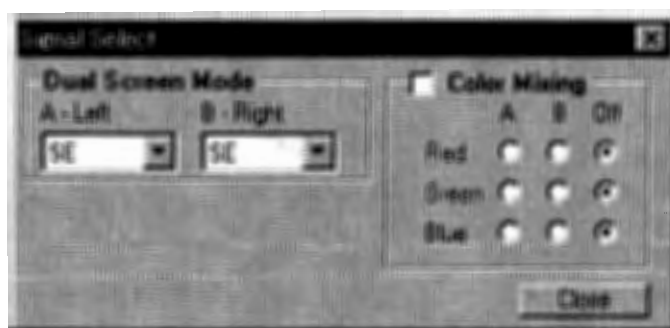 Signal Select
Dual Screen Mode
A - Left B - Right
SE SE
Color Mixing
A B Off
Red
Green
Blue
Close